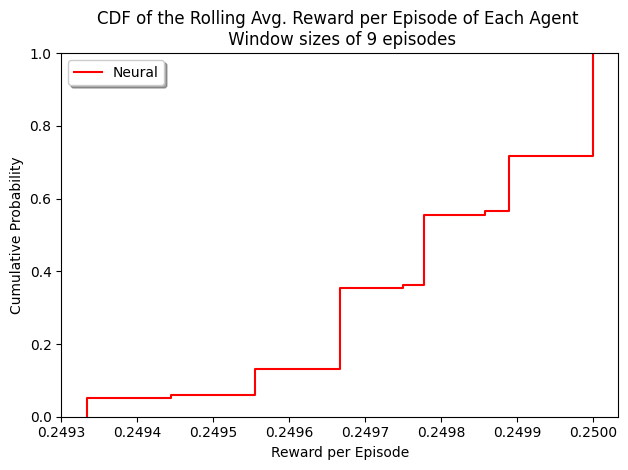 CDF of the Rolling Avg. Reward per Episode of Each Agent
Window sizes of 9 episodes
Neural
1.0
0.8
0.6
0.4
0.2
0.0
Cumulative Probability
0.2493 0.2494 0.2495 0.2496 0.2497 0.2498 0.2499 0.2500
Reward per Episode